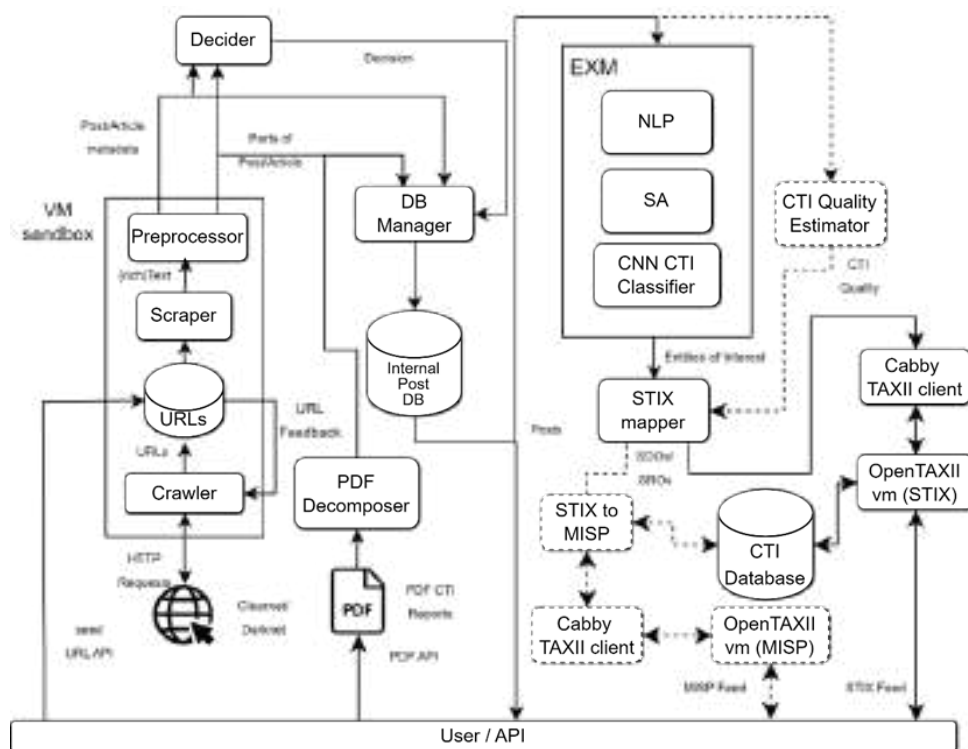 Decider
Decision
EXM
NLP
SA
CNN CTI
Classifier
Post/Article
metadata
Parts of
Post/Article
VM
sandbox
Preprocessor
(rich)Text
Scraper
URLs
URLs
Crawler
URL
Feedback
DB
Manager
Internal
Post
DB
CTI Quality
Estimator
CTI
Quality
Entities of Interest
STIX
mapper
Cabby
TAXII client
Posts
SDOs/
SROs
PDF
Decomposer
STIX to
MISP
CTI
Database
OpenTAXII
vm (STIX)
HTTP
Requests
Clearnet/
Darknet
PDF
PDF CTI
Reports
Cabby
TAXII client
OpenTAXII
vm (MISP)
seed
URL API
PDF API
MISP Feed
STIX Feed
User / API